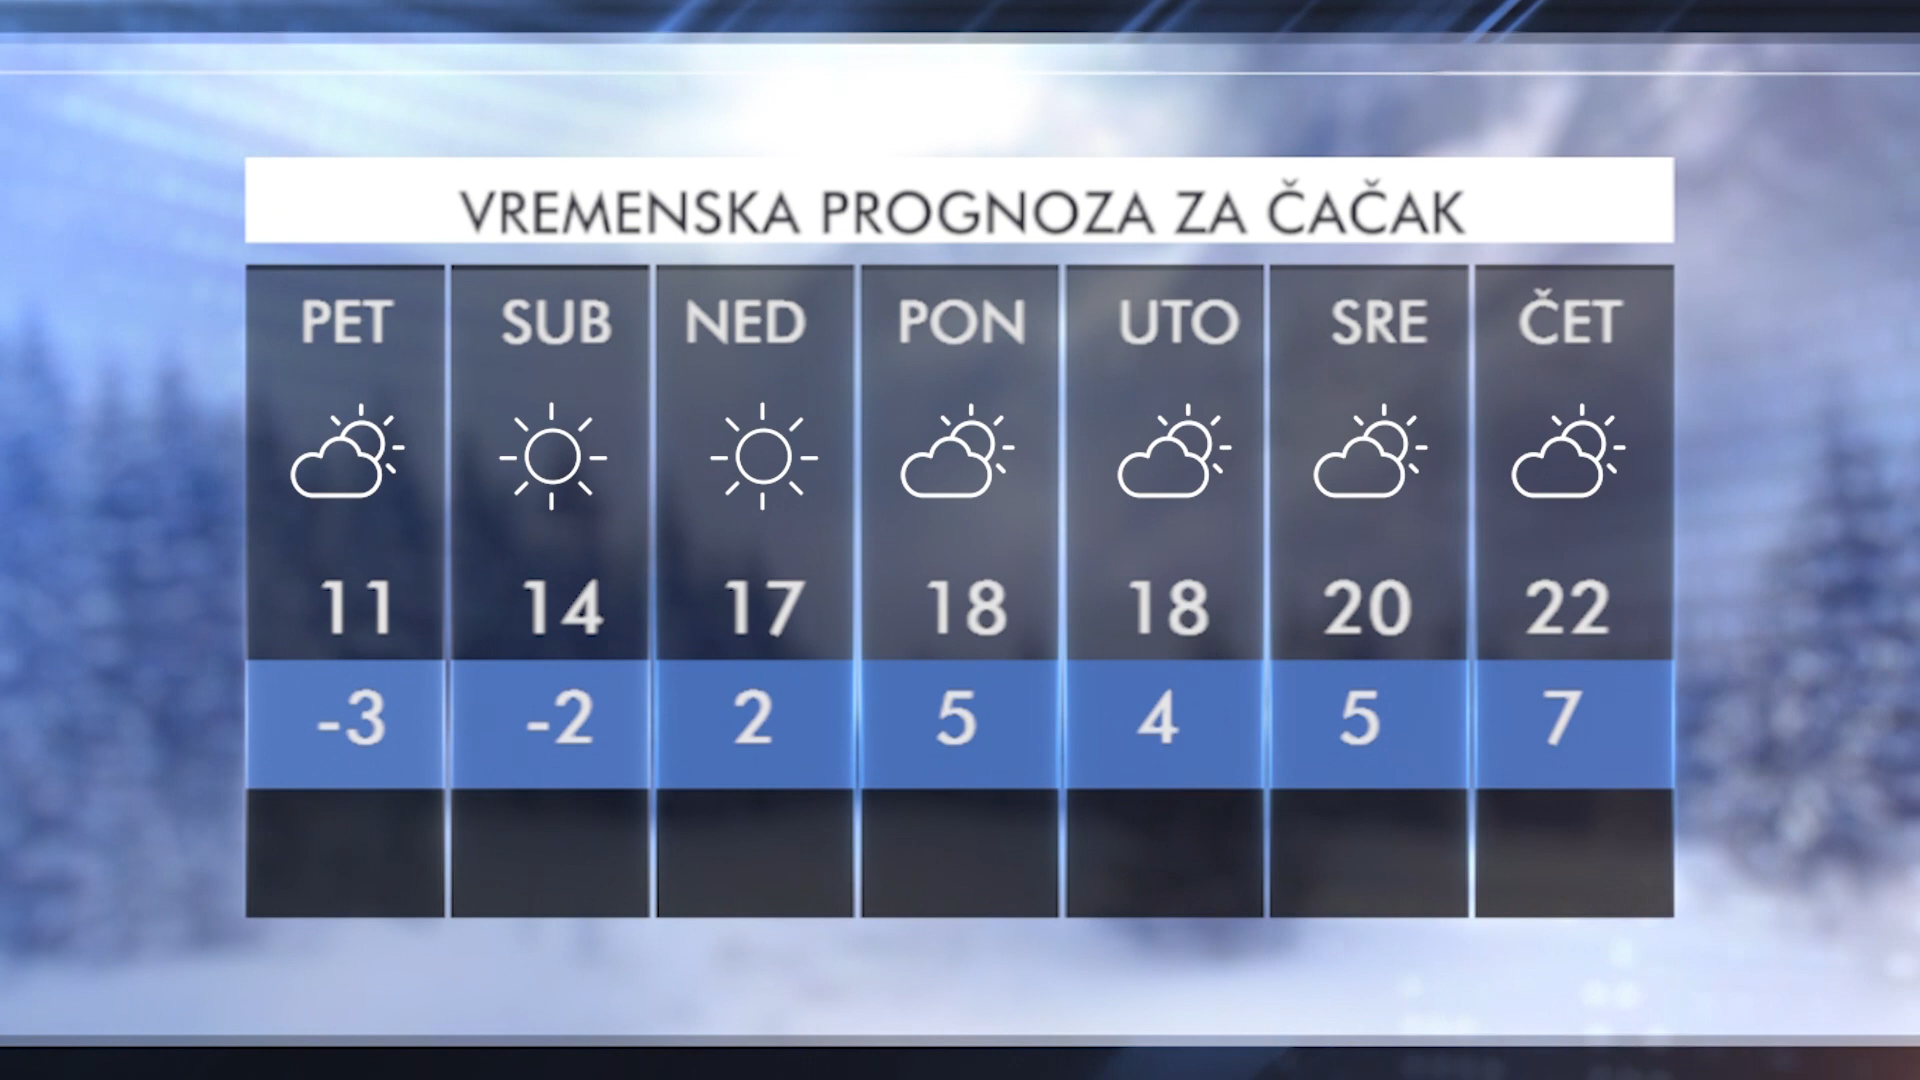 VREMENSKA PROGNOZA ZA ČAČAK
PET SUB NED PON UTO SRE ČET
11 14 17 18 18 20 22
-3 -2 2 5 4 5 7